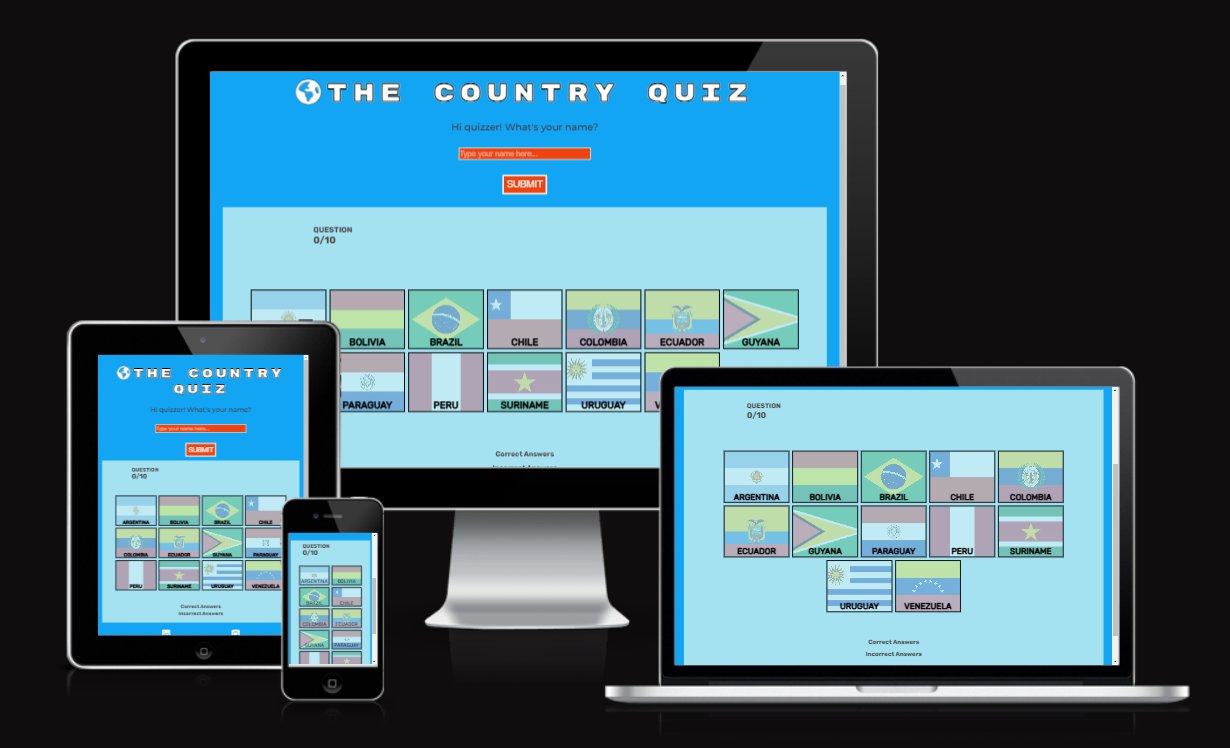 THE COUNTRY QUIZ
Hi quizzer! What's your name?
Type your name here...
SUBMIT
QUESTION
0/10
BOLIVIA BRAZIL CHILE COLOMBIA ECUADOR GUYANA
PARAGUAY PERU SURINAME URUGUAY V
Correct Answers
Incorrect Answers
THE COUNTRY
QUIZ
Hi quizzer! What's your name?
Type your name here...
SUBMIT
QUESTION
0/10
ARGENTINA BOLIVIA BRAZIL CHILE
COLOMBIA ECUADOR GUYANA PARAGUAY
PERU SURINAME URUGUAY VENEZUELA
Correct Answers
Incorrect Answers
QUESTION
0/10
ARGENTINA BOLIVIA
BRAZIL CHILE
COLOMBIA ECUADOR
GUYANA PARAGUAY
QUESTION
0/10
ARGENTINA BOLIVIA BRAZIL CHILE COLOMBIA
ECUADOR GUYANA PARAGUAY PERU SURINAME
URUGUAY VENEZUELA
Correct Answers
Incorrect Answers